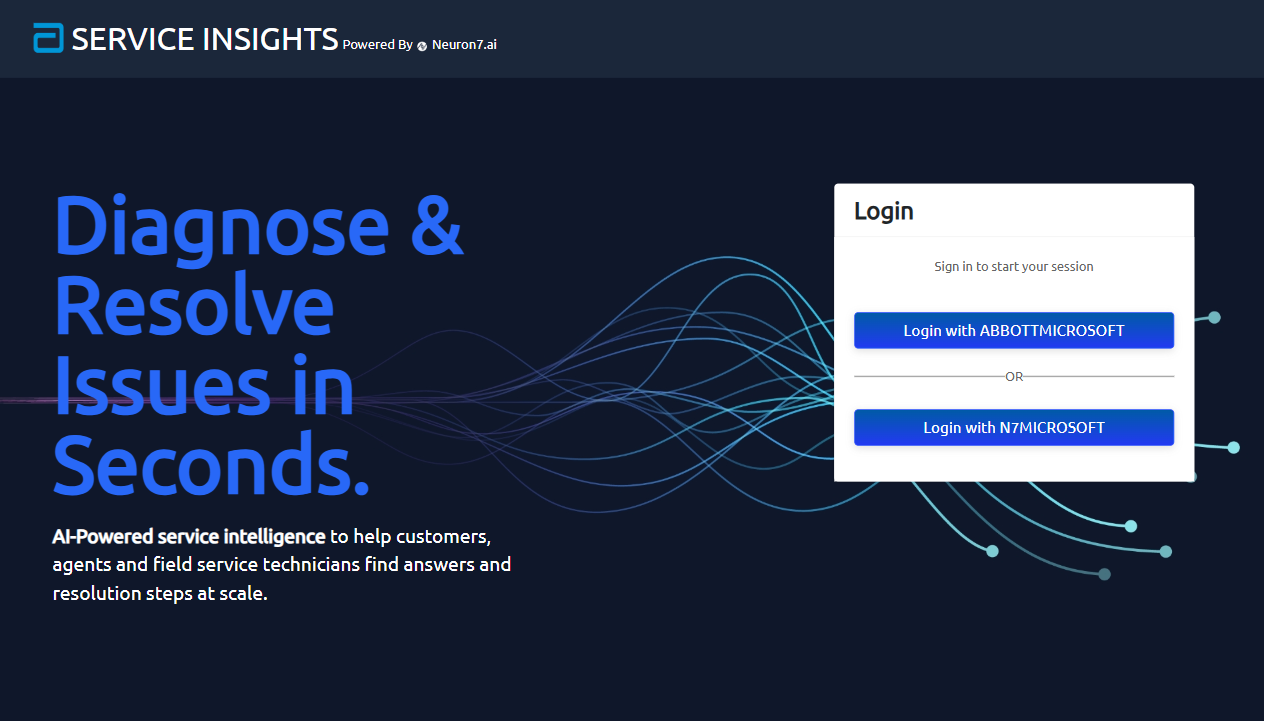 SERVICE INSIGHTS Powered By Neuron7.ai
Diagnose &
Resolve
Issues in
Seconds.
AI-Powered service intelligence to help customers,
agents and field service technicians find answers and
resolution steps at scale.
Login
Sign in to start your session
Login with ABBOTTMICROSOFT
OR
Login with N7MICROSOFT